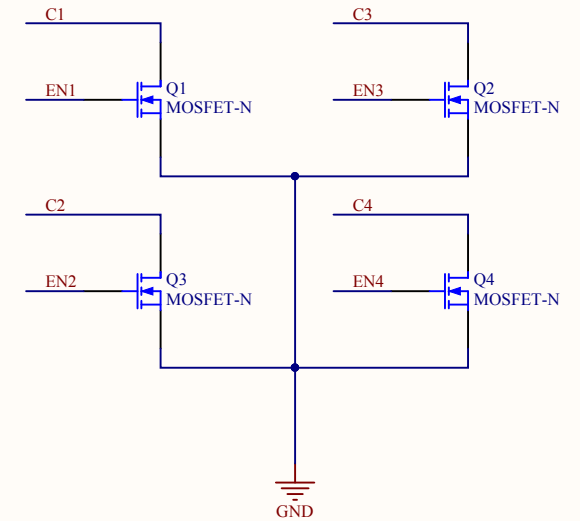 C1
C3
EN1
Q1
MOSFET-N
EN3
Q2
MOSFET-N
C2
C4
EN2
Q3
MOSFET-N
EN4
Q4
MOSFET-N
GND